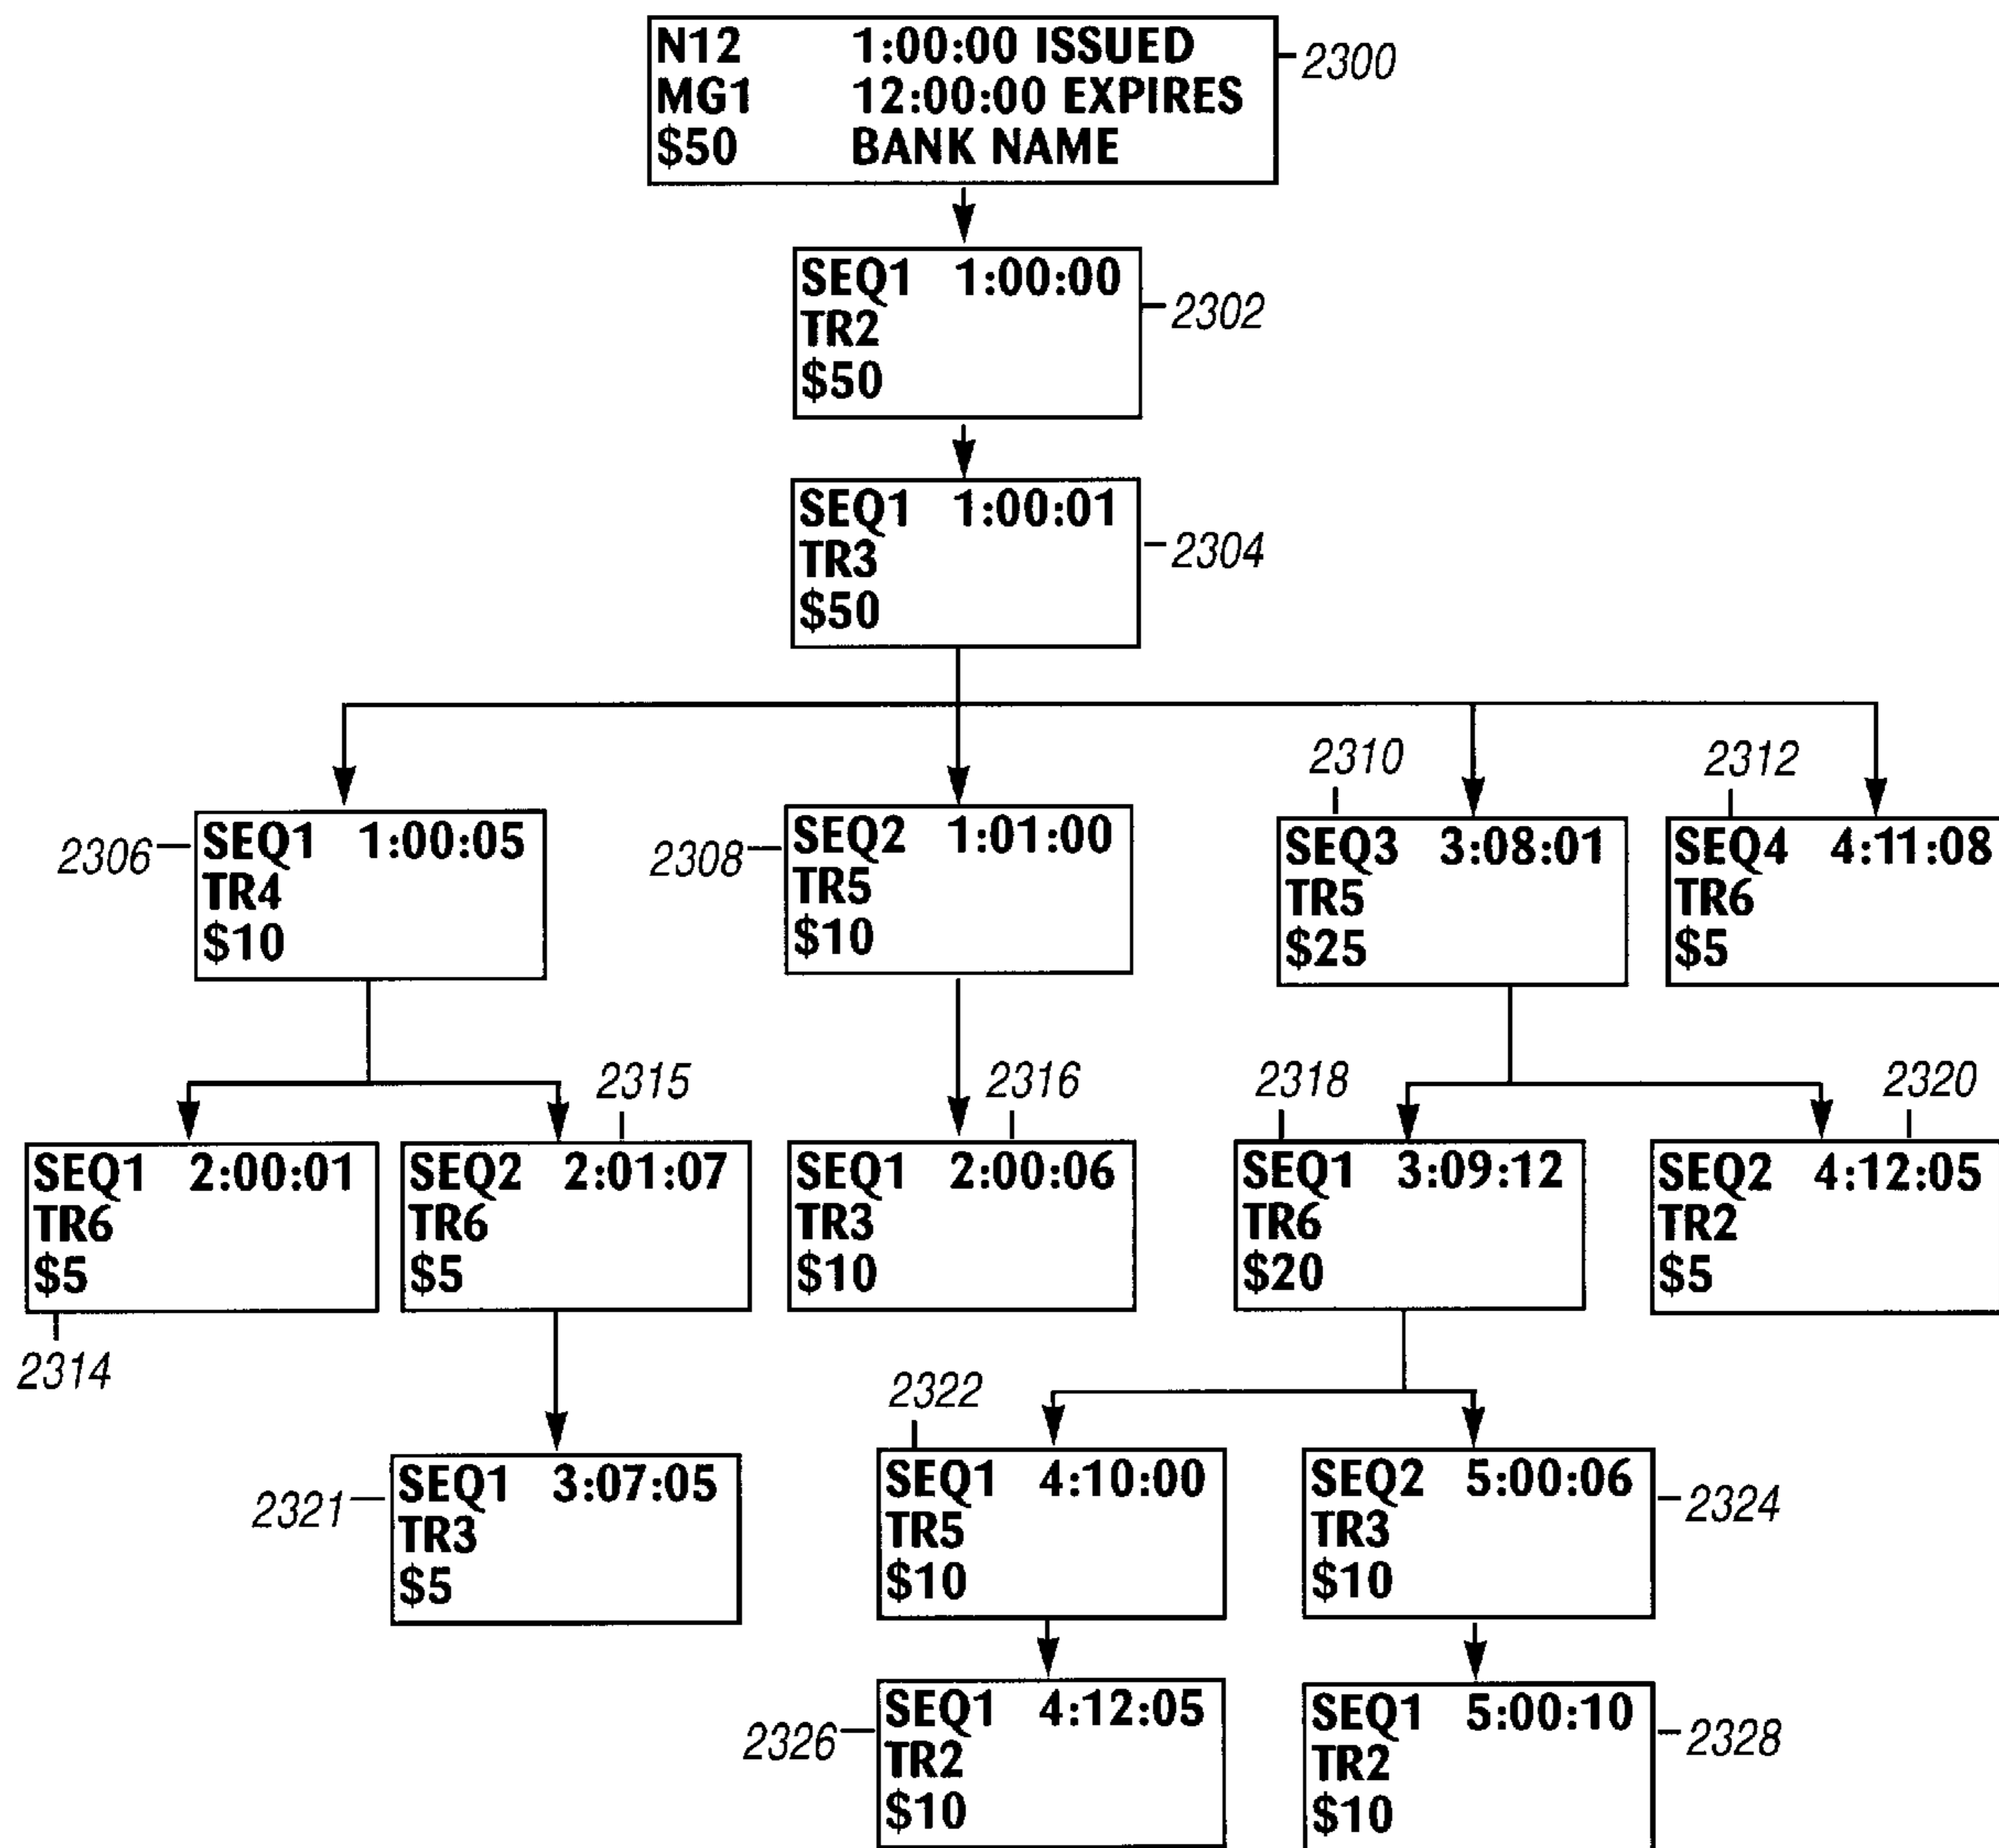 N12 1:00:00 ISSUED
MG1 12:00:00 EXPIRES
$50 BANK NAME
2300
SEQ1 1:00:00
TR2
$50
2302
SEQ1 1:00:01
TR3
$50
2304
2306
SEQ1 1:00:05
TR4
$10
2308
SEQ2 1:01:00
TR5
$10
2310
SEQ3 3:08:01
TR5
$25
2312
SEQ4 4:11:08
TR6
$5
SEQ1 2:00:01
TR6
$5
2314
2315
SEQ2 2:01:07
TR6
$5
2316
SEQ1 2:00:06
TR3
$10
2318
SEQ1 3:09:12
TR6
$20
2320
SEQ2 4:12:05
TR2
$5
2321
SEQ1 3:07:05
TR3
$5
2322
SEQ1 4:10:00
TR5
$10
SEQ2 5:00:06
TR3
$10
2324
2326
SEQ1 4:12:05
TR2
$10
SEQ1 5:00:10
TR2
$10
2328